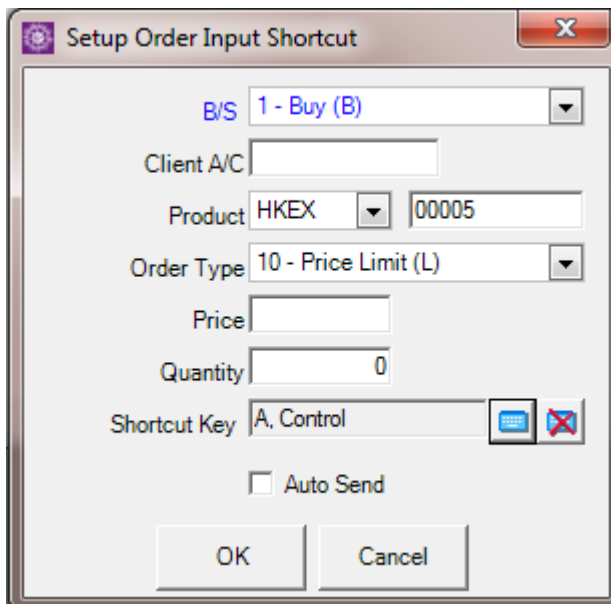 Setup Order Input Shortcut
B/S 1 - Buy (B)
Client A/C
Product HKEX 00005
Order Type 10 - Price Limit (L)
Price
Quantity 0
Shortcut Key A, Control
Auto Send
OK Cancel